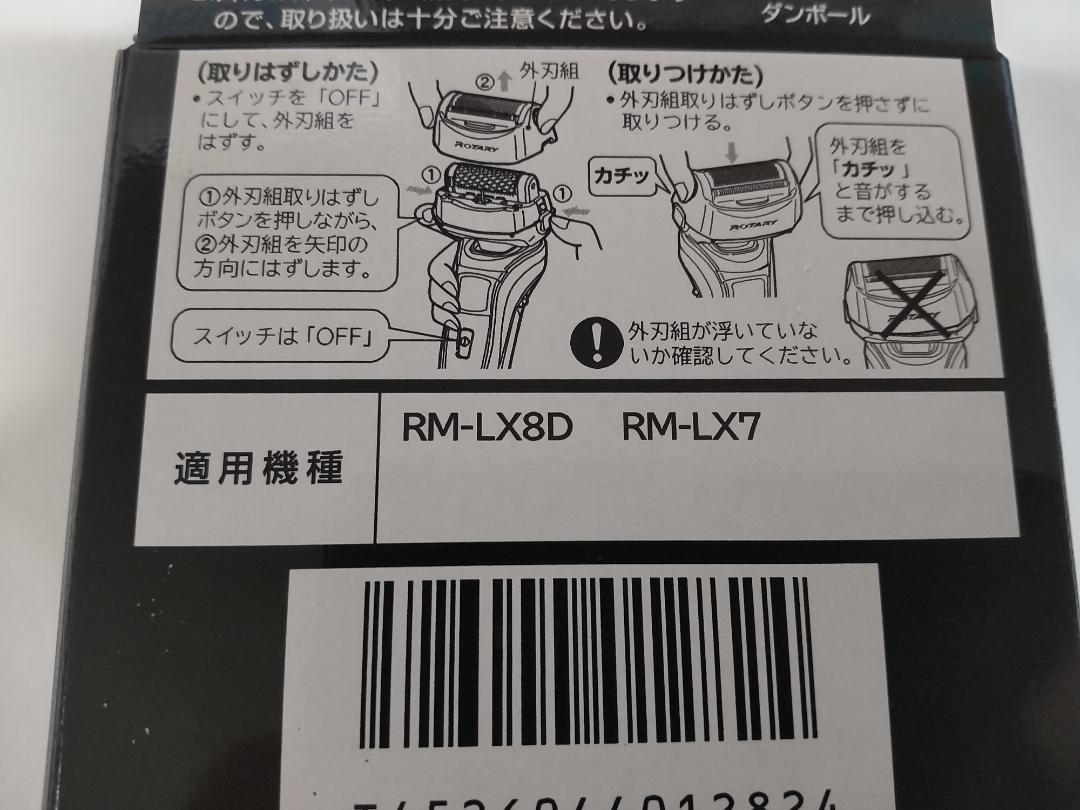 ので、取り扱いは十分ご注意ください。
ダンボール
(取りはずしかた)
• スイッチを「OFF」
にして、外刃組を
はずす。
② 外刃組
ROTARY
①
①
①外刃組取りはずし
ボタンを押しながら、
②外刃組を矢印の
方向にはずします。
スイッチは「OFF」
(取りつけかた)
• 外刃組取りはずしボタンを押さずに
取りつける。
カチッ
外刃組を
「カチッ」
と音がする
まで押し込む。
ROTARY
外刃組が浮いていな
いか確認してください。
適用機種
RM-LX8D RM-LX7